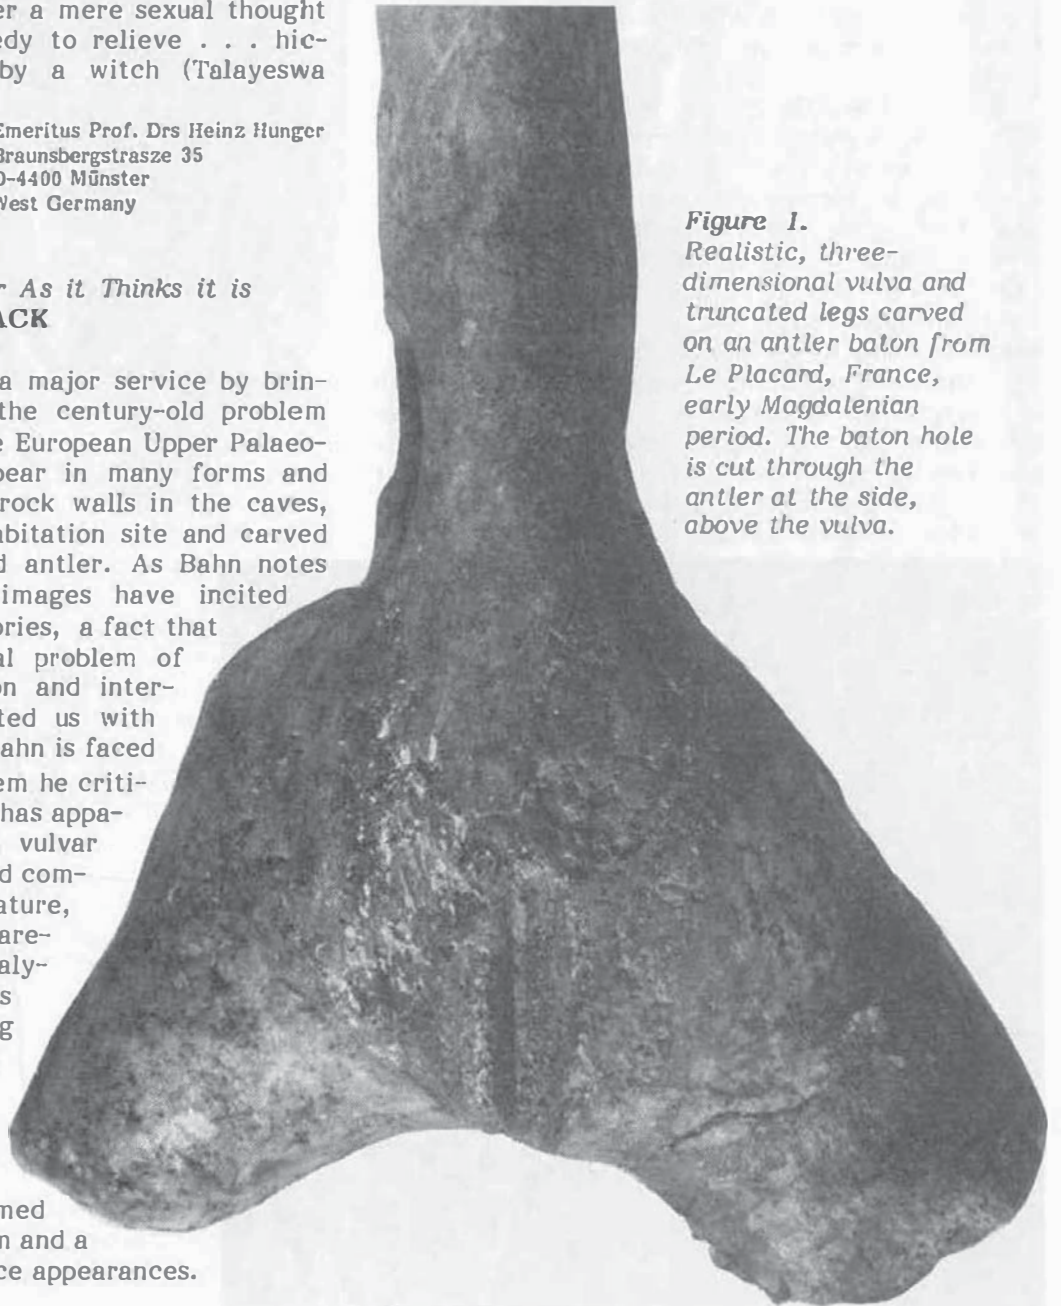 er a mere sexual thought
edy to relieve . . . hic-
by a witch (Talayeswa
Emeritus Prof. Drs Heinz Hunger
Braunsbergstrasze 35
D-4400 Münster
West Germany
r As it Thinks it is
ACK
a major service by brin-
the century-old problem
e European Upper Palaeo-
pear in many forms and
rock walls in the caves,
abitation site and carved
d antler. As Bahn notes
images have incited
ories, a fact that
al problem of
on and inter-
ted us with
ahn is faced
em he criti-
has appa-
vulvar
d com-
ature,
are-
aly-
s
g
med
n and a
ce appearances.
Figure 1.
Realistic, three-
dimensional vulva and
truncated legs carved
on an antler baton from
Le Placard, France,
early Magdalenian
period. The baton hole
is cut through the
antler at the side,
above the vulva.